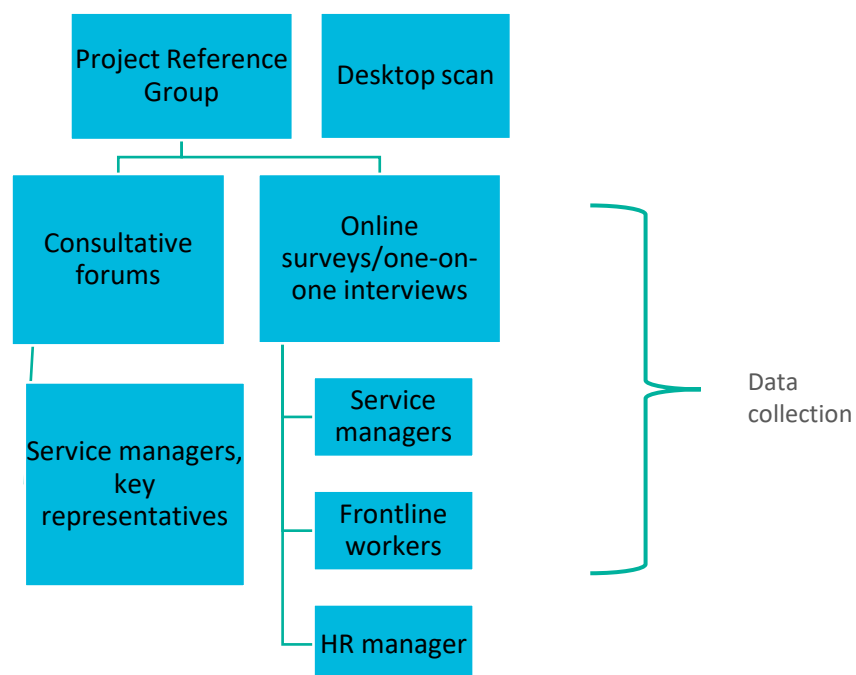 Project Reference
Group
Desktop scan
Consultative
forums
Online
surveys/one-on-
one interviews
Service managers,
key
representatives
Service
managers
Frontline
workers
HR manager
Data
collection